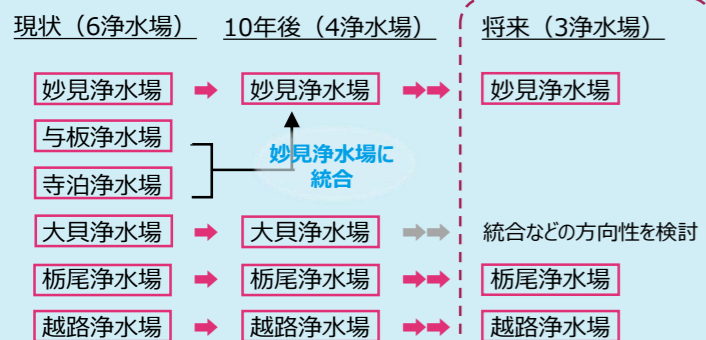 現状（6浄水場） 10年後（4浄水場） 将来（3浄水場）
妙見浄水場 妙見浄水場 妙見浄水場
与板浄水場
妙見浄水場に
統合
寺泊浄水場
大貝浄水場 大貝浄水場 統合などの方向性を検討
栃尾浄水場 栃尾浄水場 栃尾浄水場
越路浄水場 越路浄水場 越路浄水場